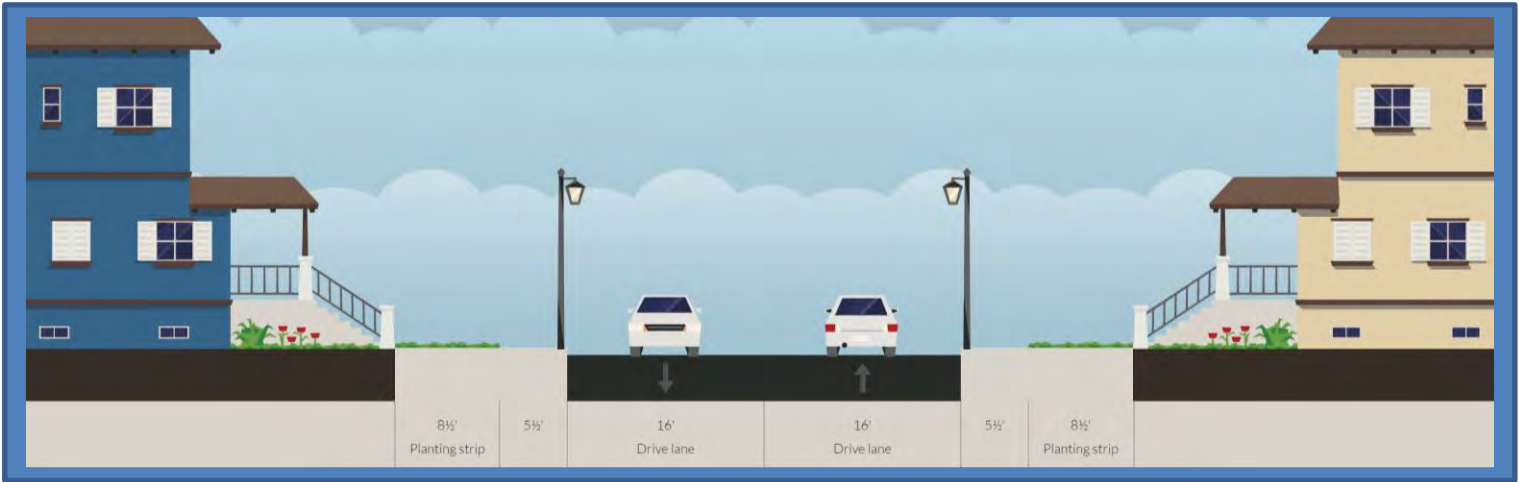 8½' 5½' 16' 16' 5½' 8½'
Planting strip Drive lane Drive lane Planting strip